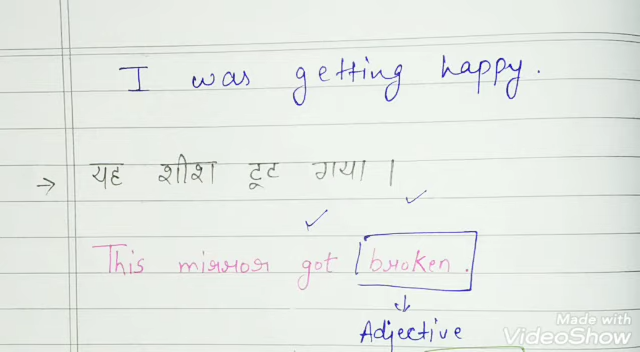 I was getting happy.
→ यह शीश टूट गया |
This mirror got broken.
Adjective
Made with
VideoShow